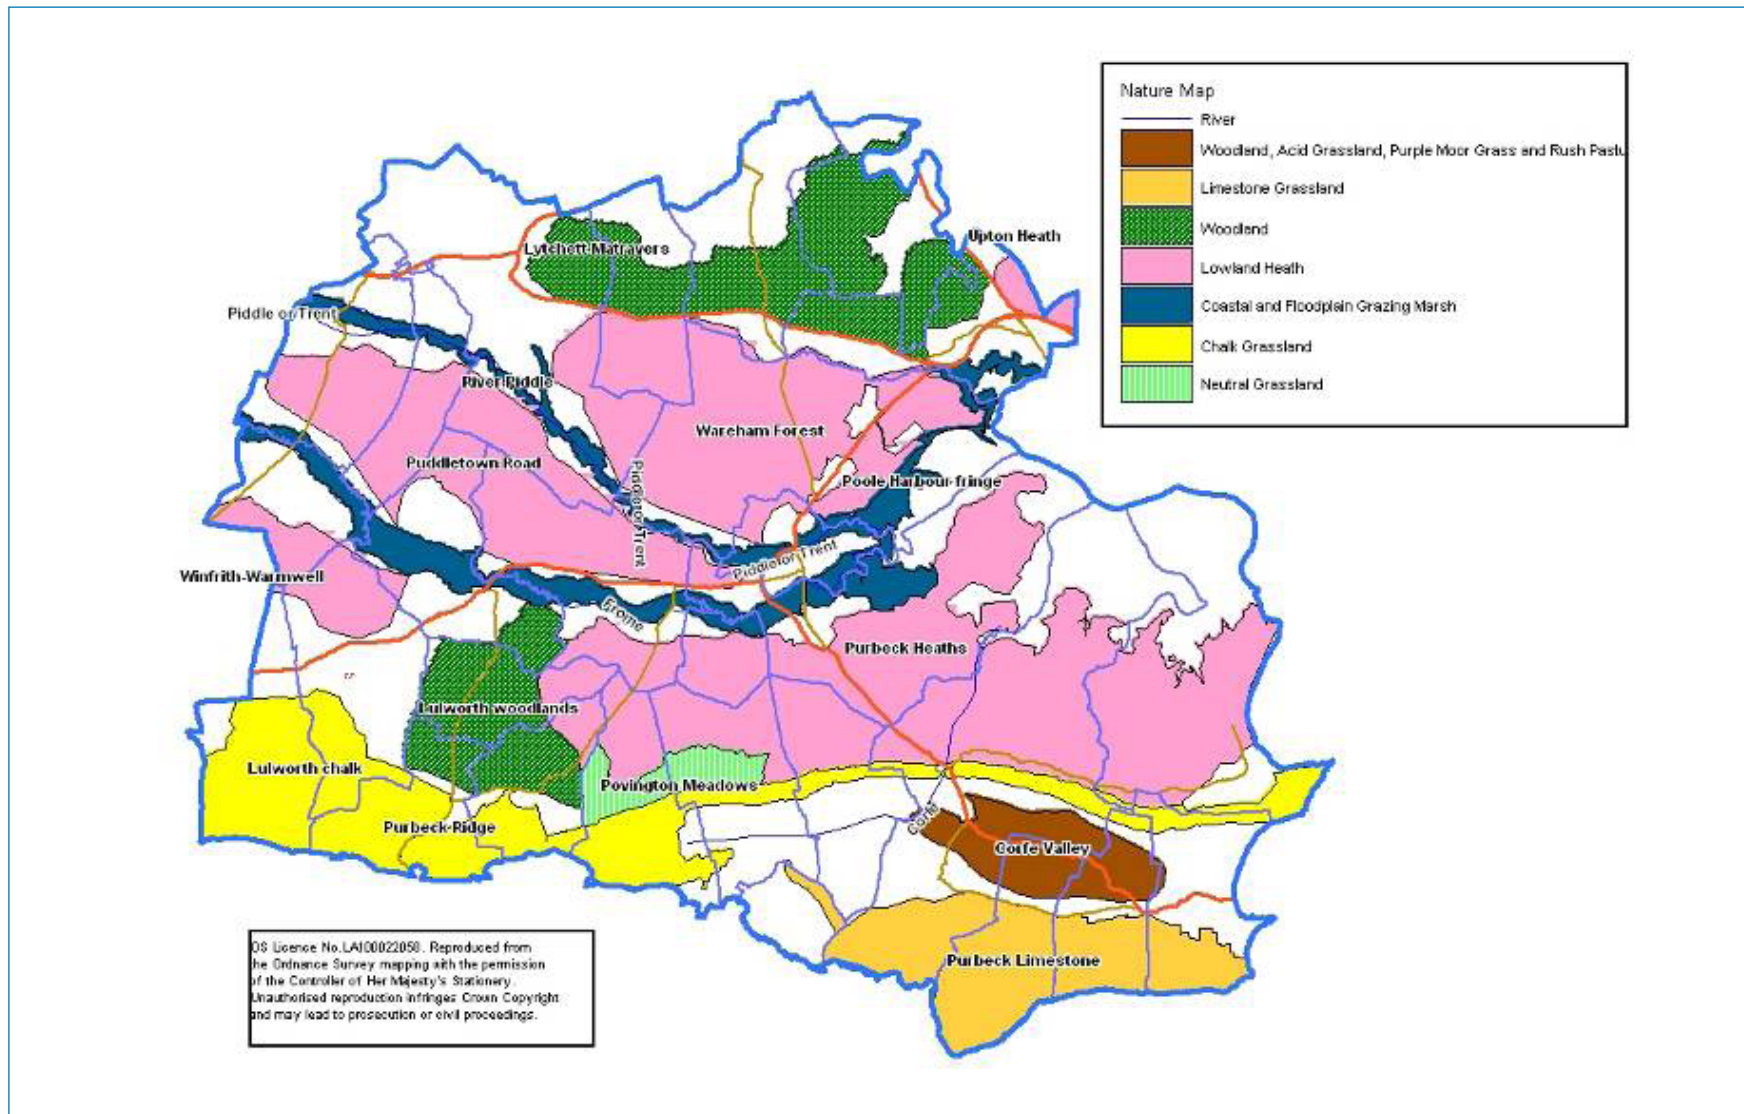 Nature Map
River
Woodland, Acid Grassland, Purple Moor Grass and Rush Pastu
Limestone Grassland
Woodland
Lowland Heath
Coastal and Floodplain Grazing Marsh
Chalk Grassland
Neutral Grassland
Upton Heath
Lytchett Matravers
Piddle or Trent
River Piddle
Wareham Forest
Puddletown Road
Poole Harbour fringe
Piddle or Trent
Piddle or Trent
Winfrith-Warmwell
Frome
Purbeck Heaths
Lulworth woodlands
Lulworth chalk
Povington Meadows
Purbeck Ridge
Corfe
Corfe Valley
Purbeck Limestone
OS Licence No.LA100022058. Reproduced from
he Ordnance Survey mapping with the permission
of the Controller of Her Majesty's Stationery.
Unauthorised reproduction infringes Crown Copyright
and may lead to prosecution or civil proceedings.